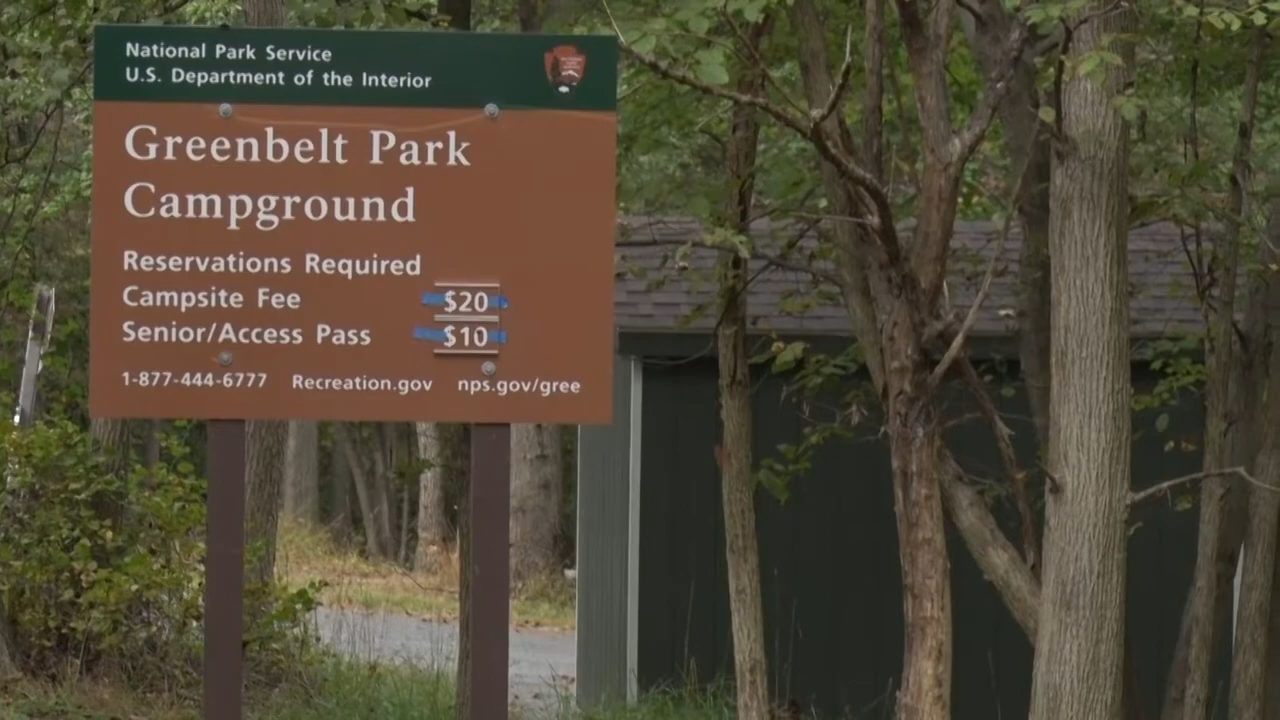 National Park Service
U.S. Department of the Interior
Greenbelt Park
Campground
Reservations Required
Campsite Fee $20
Senior/Access Pass $10
1-877-444-6777 Recreation.gov nps.gov/gree